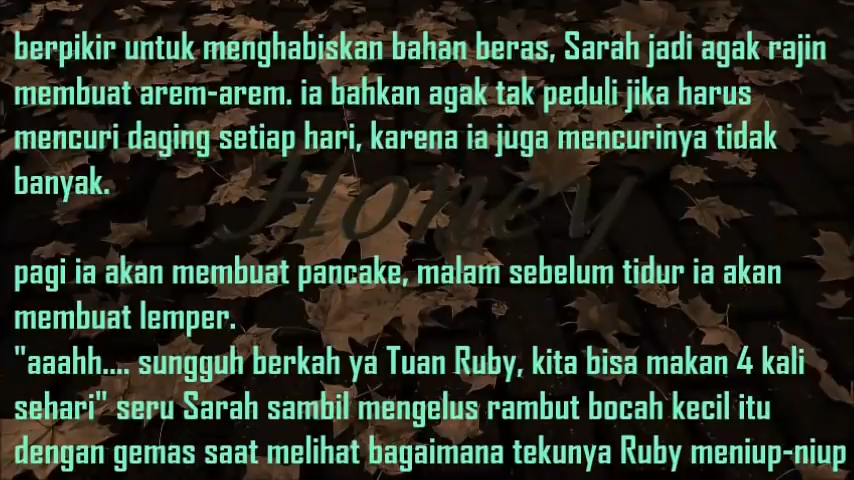 berpikir untuk menghabiskan bahan beras, Sarah jadi agak rajin
membuat arem-arem. ia bahkan agak tak peduli jika harus
mencuri daging setiap hari, karena ia juga mencurinya tidak
banyak.
Honey
pagi ia akan membuat pancake, malam sebelum tidur ia akan
membuat lemper.
"aaahh.... sungguh berkah ya Tuan Ruby, kita bisa makan 4 kali
sehari" seru Sarah sambil mengelus rambut bocah kecil itu
dengan gemas saat melihat bagaimana tekunya Ruby meniup-niup